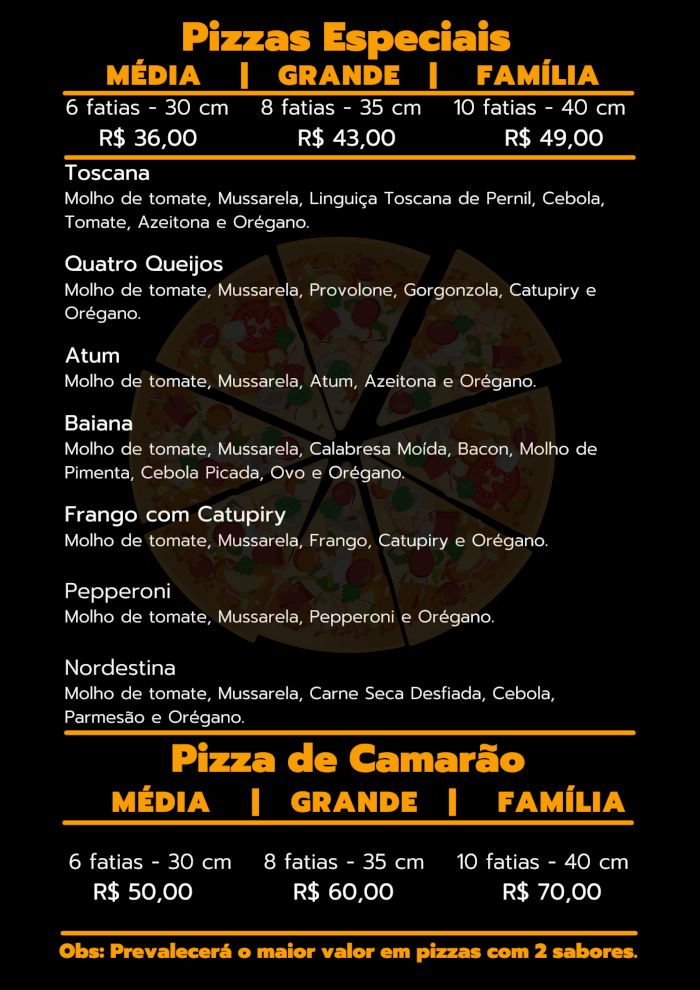 Pizzas Especiais
MÉDIA | GRANDE | FAMÍLIA
6 fatias - 30 cm 8 fatias - 35 cm 10 fatias - 40 cm
R$ 36,00 R$ 43,00 R$ 49,00
Toscana
Molho de tomate, Mussarela, Linguiça Toscana de Pernil, Cebola,
Tomate, Azeitona e Orégano.
Quatro Queijos
Molho de tomate, Mussarela, Provolone, Gorgonzola, Catupiry e
Orégano.
Atum
Molho de tomate, Mussarela, Atum, Azeitona e Orégano.
Baiana
Molho de tomate, Mussarela, Calabresa Moída, Bacon, Molho de
Pimenta, Cebola Picada, Ovo e Orégano.
Frango com Catupiry
Molho de tomate, Mussarela, Frango, Catupiry e Orégano.
Pepperoni
Molho de tomate, Mussarela, Pepperoni e Orégano.
Nordestina
Molho de tomate, Mussarela, Carne Seca Desfiada, Cebola,
Parmesão e Orégano.
Pizza de Camarão
MÉDIA | GRANDE | FAMÍLIA
6 fatias - 30 cm 8 fatias - 35 cm 10 fatias - 40 cm
R$ 50,00 R$ 60,00 R$ 70,00
Obs: Prevalecerá o maior valor em pizzas com 2 sabores.